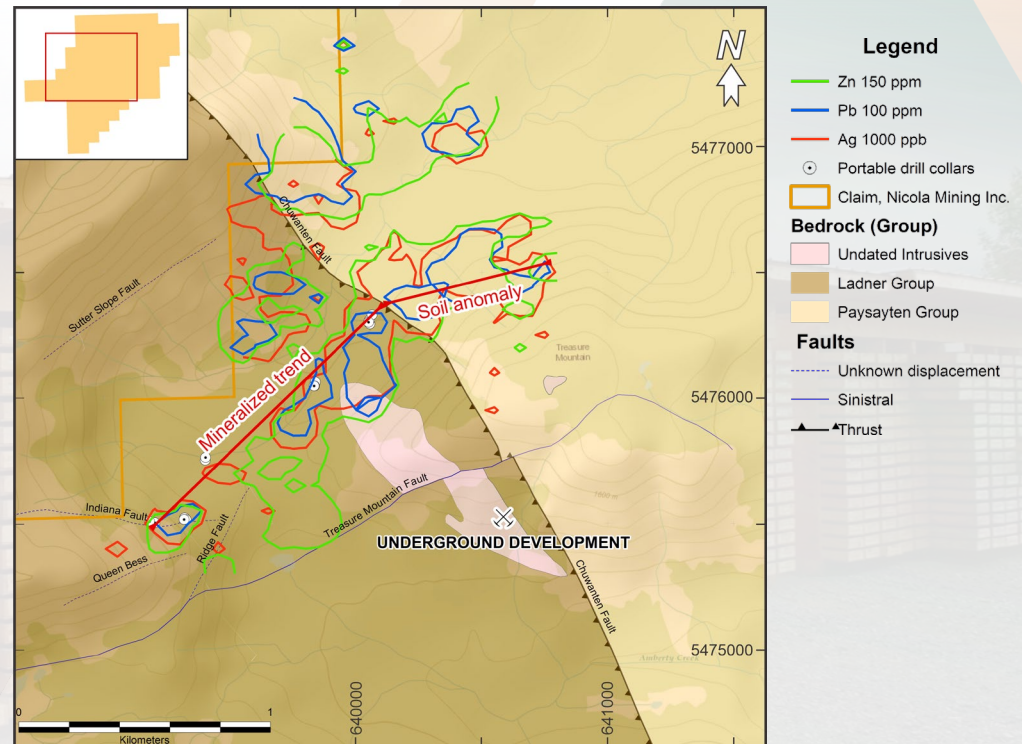 N
5477000
5476000
5475000
640000
641000
Chuwanten Fault
Sutter Slope Fault
Soil anomaly
Mineralized trend
Treasure
Mountain
Indiana Fault
Queen Bess
Ridge Fault
Treasure Mountain Fault
UNDERGROUND DEVELOPMENT
Chuwanten Fault
Amberty Creek
0
1
Kilometers
Legend
Zn 150 ppm
Pb 100 ppm
Ag 1000 ppb
Portable drill collars
Claim, Nicola Mining Inc.
Bedrock (Group)
Undated Intrusives
Ladner Group
Paysayten Group
Faults
Unknown displacement
Sinistral
Thrust